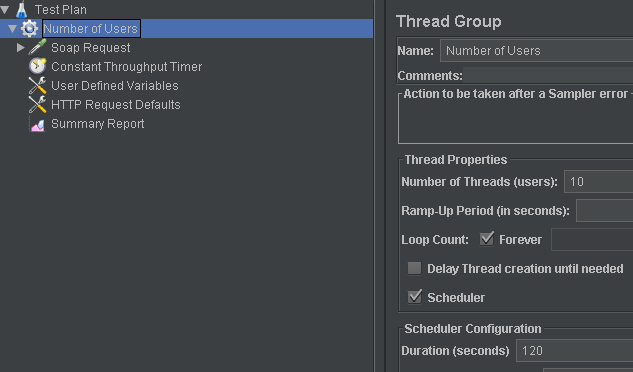 Test Plan
Number of Users
Soap Request
Constant Throughput Timer
User Defined Variables
HTTP Request Defaults
Summary Report
Thread Group
Name: Number of Users
Comments:
Action to be taken after a Sampler error
Thread Properties
Number of Threads (users): 10
Ramp-Up Period (in seconds):
Loop Count: Forever
Delay Thread creation until needed
Scheduler
Scheduler Configuration
Duration (seconds) 120